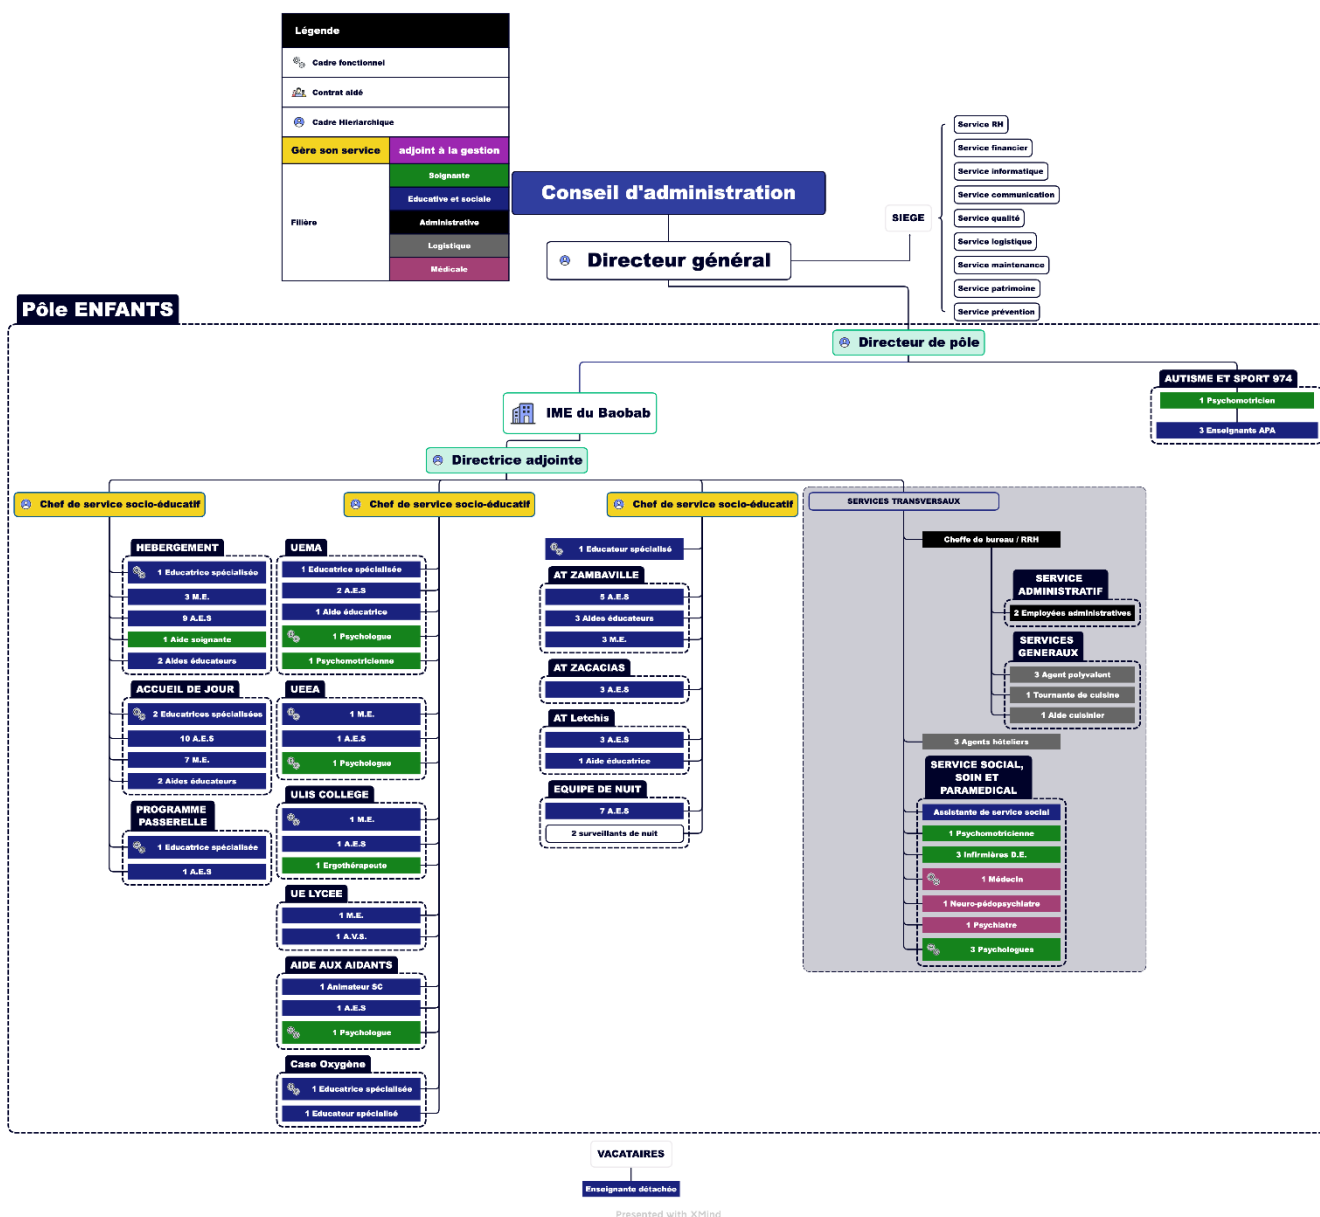 Légende
Cadre fonctionnel
Contrat aidé
Cadre Hieriarchique
Gère son service
adjoint à la gestion
Filière
Soignante
Educative et sociale
Administrative
Logistique
Médicale
Conseil d'administration
Directeur général
SIEGE
Service RH
Service financier
Service informatique
Service communication
Service qualité
Service logistique
Service maintenance
Service patrimoine
Service prévention
Pôle ENFANTS
Directeur de pôle
AUTISME ET SPORT 974
1 Psychomotricien
3 Enseignants APA
IME du Baobab
Directrice adjointe
Chef de service socio-éducatif
HEBERGEMENT
1 Educatrice spécialisée
3 M.E.
9 A.E.S
1 Aide soignante
2 Aides éducateurs
ACCUEIL DE JOUR
2 Educatrices spécialisées
10 A.E.S
7 M.E.
2 Aides éducateurs
PROGRAMME
PASSERELLE
1 Educatrice spécialisée
1 A.E.S
Chef de service socio-éducatif
UEMA
1 Educatrice spécialisée
2 A.E.S
1 Aide éducatrice
1 Psychologue
1 Psychomotricienne
UEEA
1 M.E.
1 A.E.S
1 Psychologue
ULIS COLLEGE
1 M.E.
1 A.E.S
1 Ergothérapeute
UE LYCEE
1 M.E.
1 A.V.S.
AIDE AUX AIDANTS
1 Animateur SC
1 A.E.S
1 Psychologue
Case Oxygène
1 Educatrice spécialisée
1 Educateur spécialisé
Chef de service socio-éducatif
1 Educateur spécialisé
AT ZAMBAVILLE
5 A.E.S
3 Aides éducateurs
3 M.E.
AT ZACACIAS
3 A.E.S
AT Letchis
3 A.E.S
1 Aide éducatrice
EQUIPE DE NUIT
7 A.E.S
2 surveillants de nuit
SERVICES TRANSVERSAUX
Cheffe de bureau / RRH
SERVICE
ADMINISTRATIF
2 Employées administratives
SERVICES
GENERAUX
3 Agent polyvalent
1 Tournante de cuisine
1 Aide cuisinier
3 Agents hôteliers
SERVICE SOCIAL,
SOIN ET
PARAMEDICAL
Assistante de service social
1 Psychomotricienne
3 Infirmières D.E.
1 Médecin
1 Neuro-pédopsychiatre
1 Psychiatre
3 Psychologues
VACATAIRES
Enseignante détachée
Presented with XMind